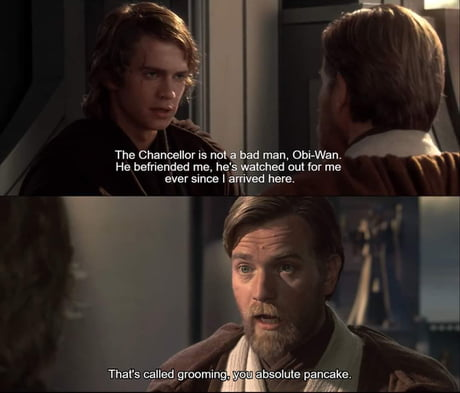 The Chancellor is not a bad man, Obi-Wan.
He befriended me, he's watched out for me
ever since I arrived here.
That's called grooming, you absolute pancake.